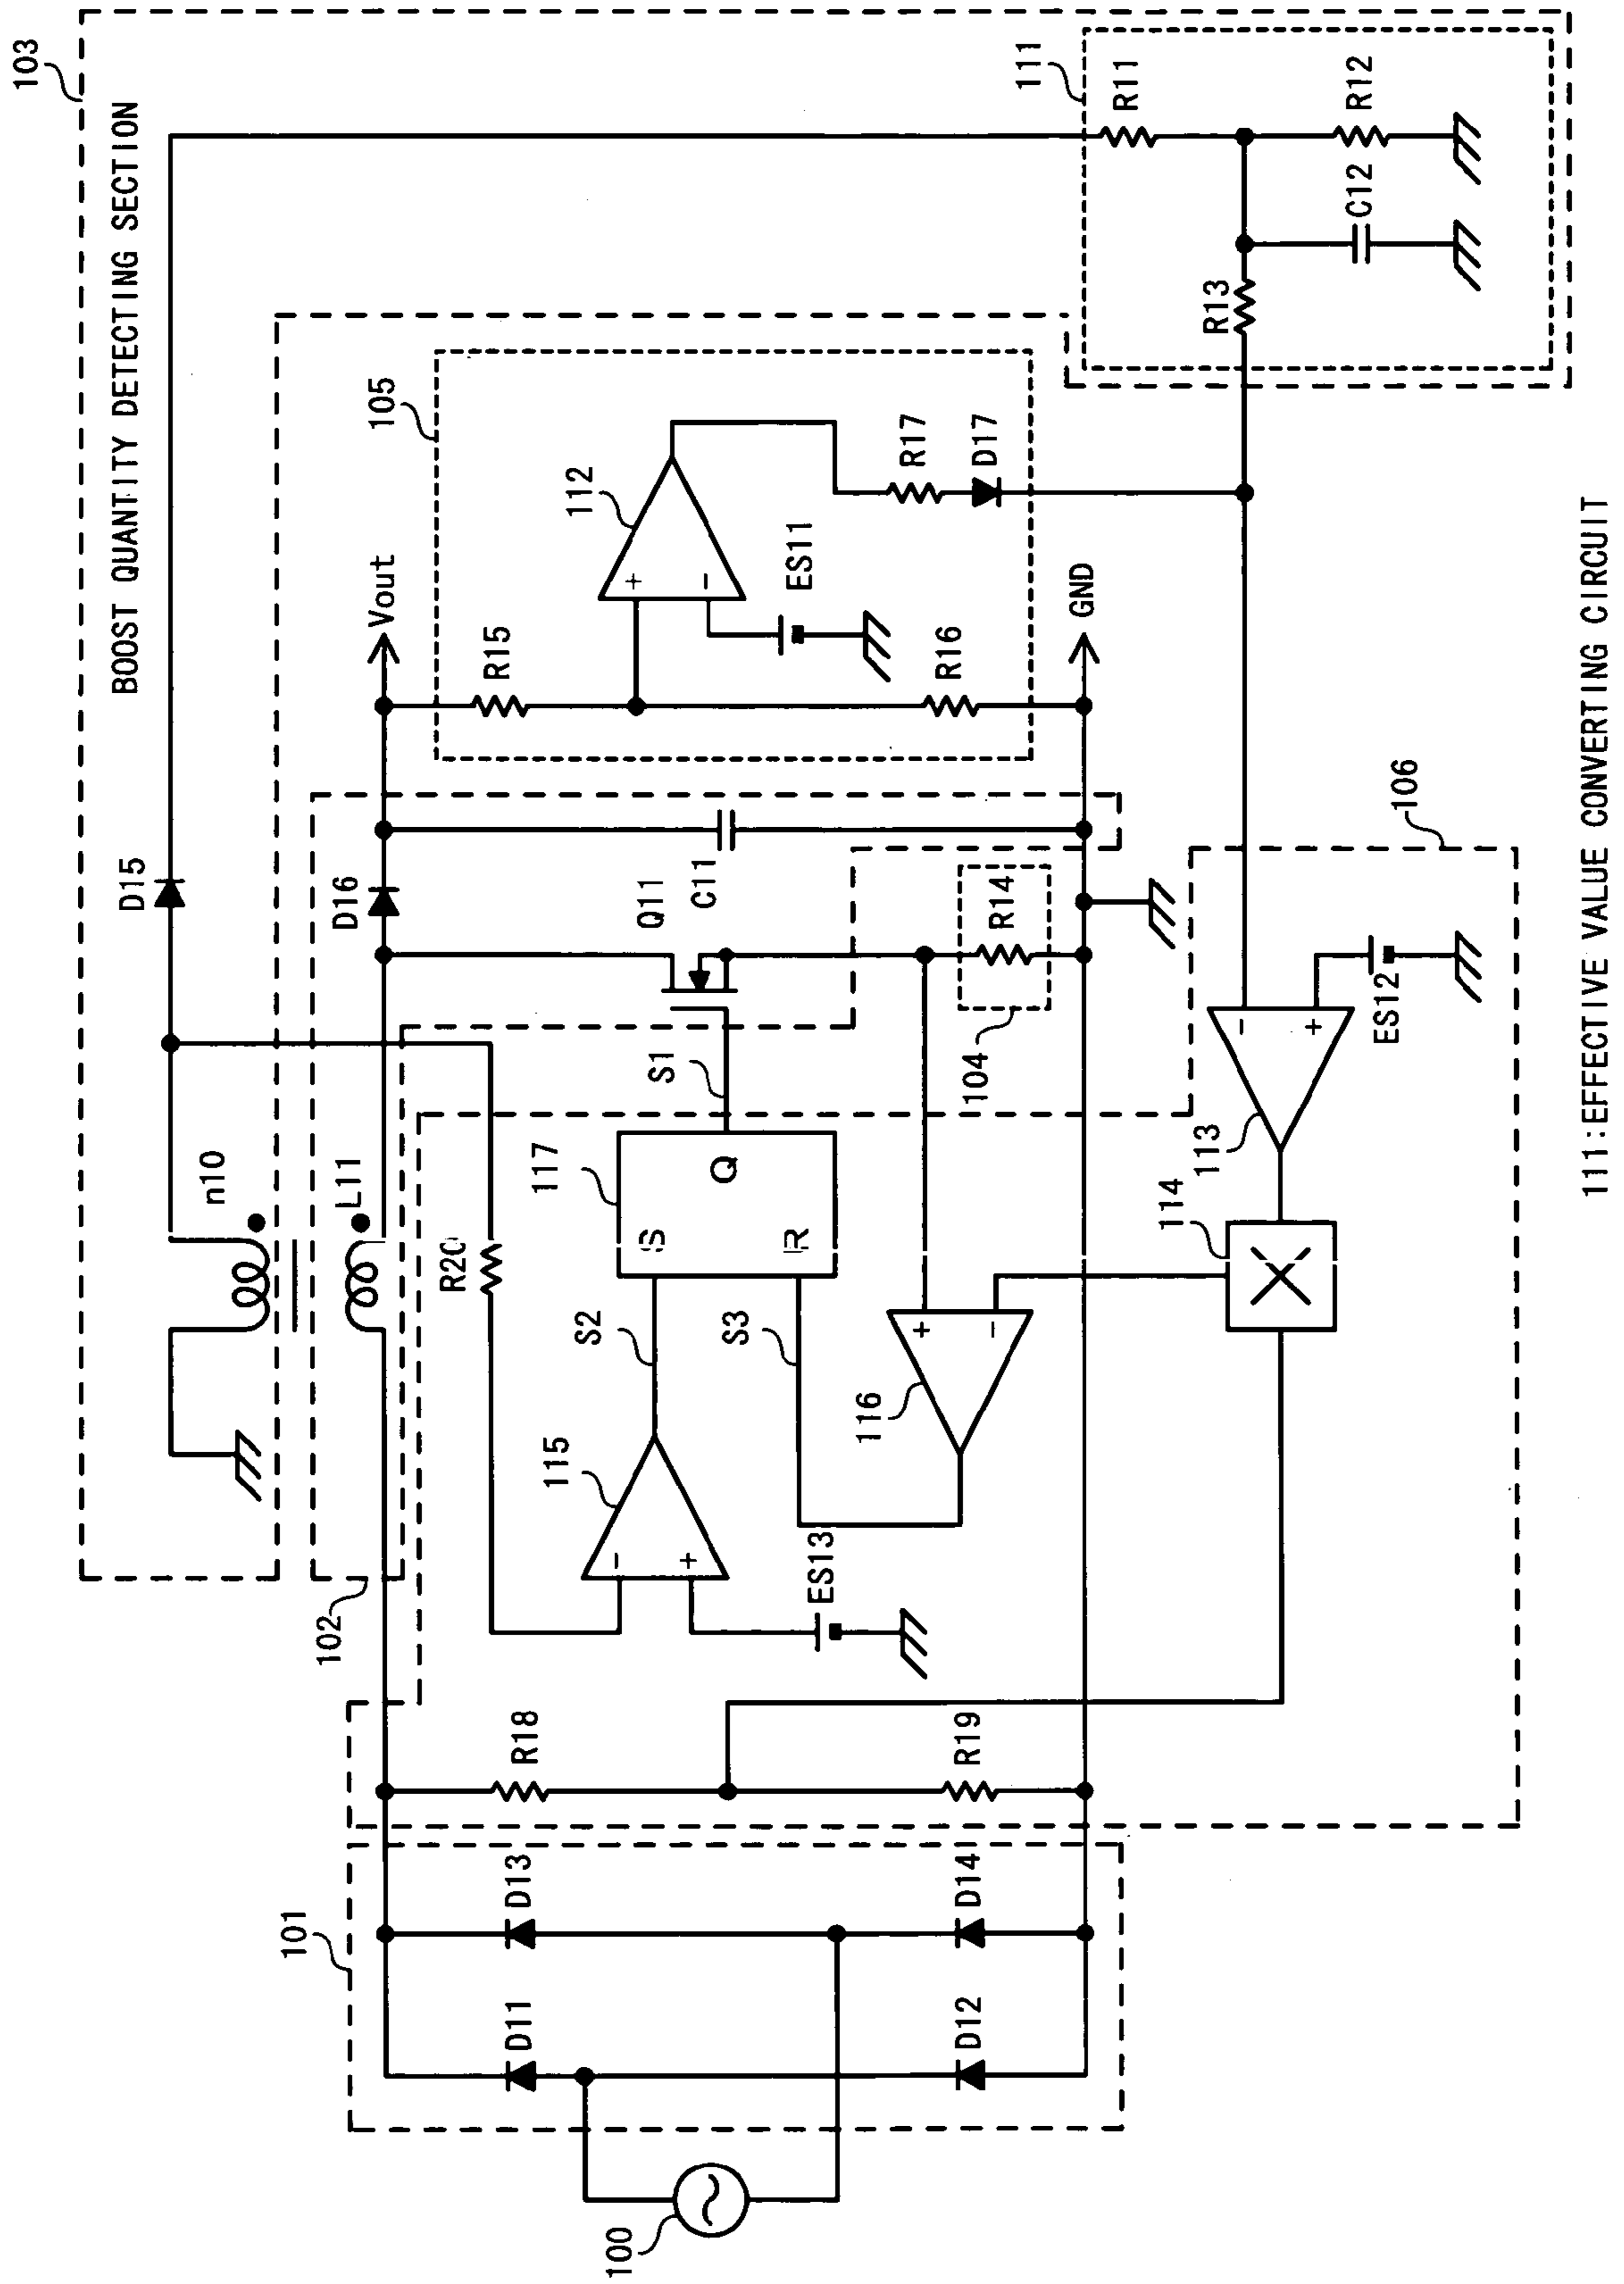 103
BOOST QUANTITY DETECTING SECTION
D15
n10
111
R11
R12
C12
R13
105
112
R17
D17
ES11
Vout
R15
R16
GND
+
−
D16
C11
Q11
R14
104
S1
L11
102
117
S
Q
R
R20
S2
S3
115
−
+
ES13
116
+
−
106
ES12
113
−
+
114
R18
R19
101
D13
D14
D11
D12
100
111:EFFECTIVE VALUE CONVERTING CIRCUIT